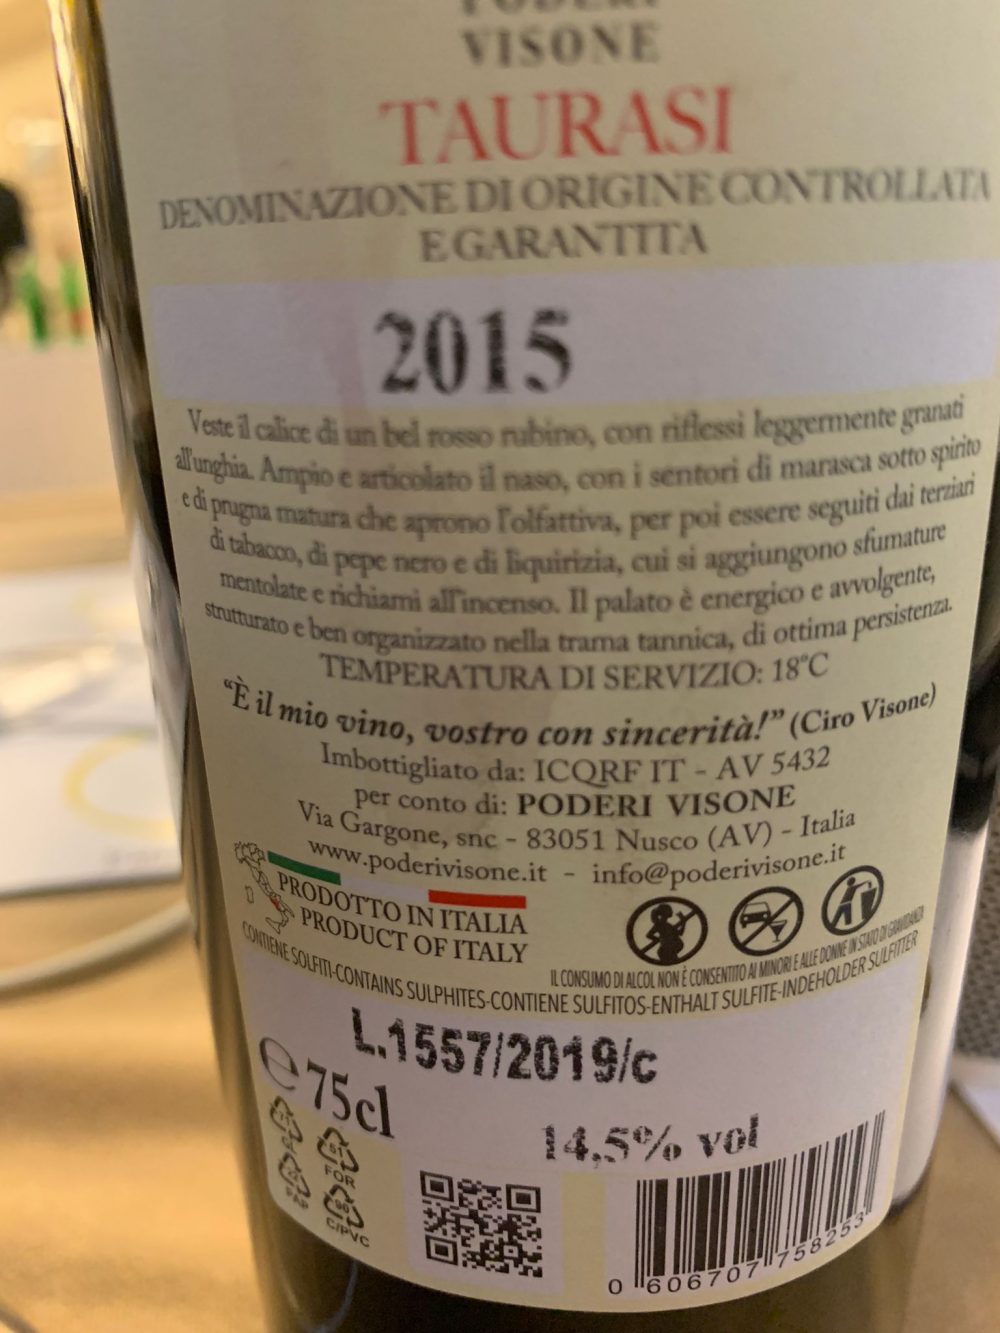 PODERI
VISONE
TAURASI
DENOMINAZIONE DI ORIGINE CONTROLLATA
E GARANTITA
2015
Veste il calice di un bel rosso rubino, con riflessi leggermente granati
all'unghia. Ampio e articolato il naso, con i sentori di marasca sotto spirito
e di prugna matura che aprono l'olfattiva, per poi essere seguiti dai terziari
di tabacco, di pepe nero e di liquirizia, cui si aggiungono sfumature
mentolate e richiami all'incenso. Il palato è energico e avvolgente,
strutturato e ben organizzato nella trama tannica, di ottima persistenza.
TEMPERATURA DI SERVIZIO: 18°C
“È il mio vino, vostro con sincerità!” (Ciro Visone)
Imbottigliato da: ICQRF IT - AV 5432
per conto di: PODERI VISONE
Via Gargone, snc - 83051 Nusco (AV) - Italia
www.poderivisone.it - info@poderivisone.it
PRODOTTO IN ITALIA
PRODUCT OF ITALY
IL CONSUMO DI ALCOL NON È CONSENTITO AI MINORI E ALLE DONNE IN STATO DI GRAVIDANZA
CONTIENE SOLFITI-CONTAINS SULPHITES-CONTIENE SULFITOS-ENTHALT SULFITE-INDEHOLDER SULFITTER
L.1557/2019/c
℮ 75cl
14,5% vol
51
FOR
PAP
90
C/PVC
0 606707 758253